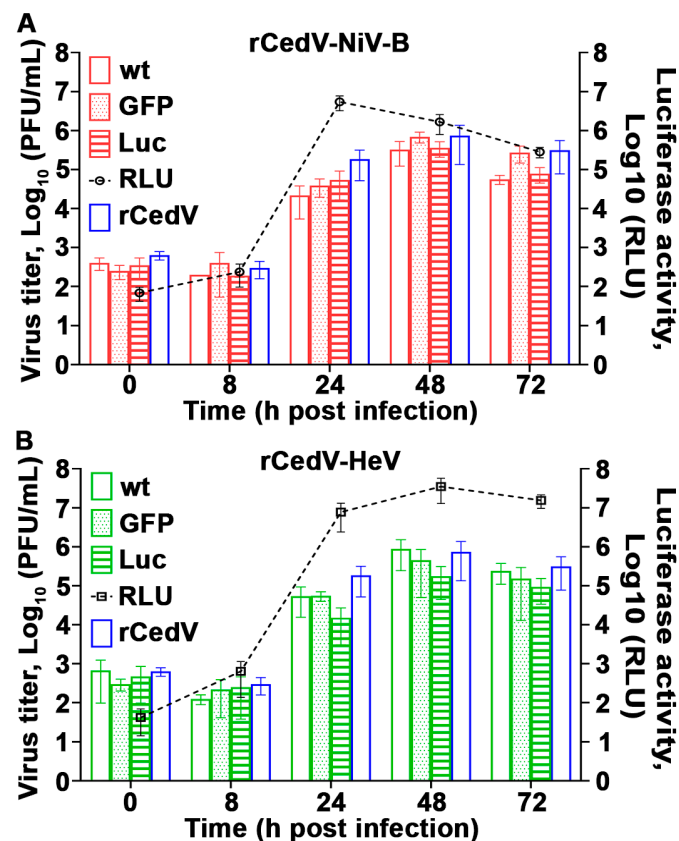 A
rCedV-NiV-B
Virus titer, Log10 (PFU/mL)
8
7
6
5
4
3
2
1
0
wt
GFP
Luc
RLU
rCedV
8
7
6
5
4
3
2
1
0
Luciferase activity,
Log10 (RLU)
0 8 24 48 72
Time (h post infection)
B
rCedV-HeV
Virus titer, Log10 (PFU/mL)
8
7
6
5
4
3
2
1
0
wt
GFP
Luc
RLU
rCedV
8
7
6
5
4
3
2
1
0
Luciferase activity,
Log10 (RLU)
0 8 24 48 72
Time (h post infection)